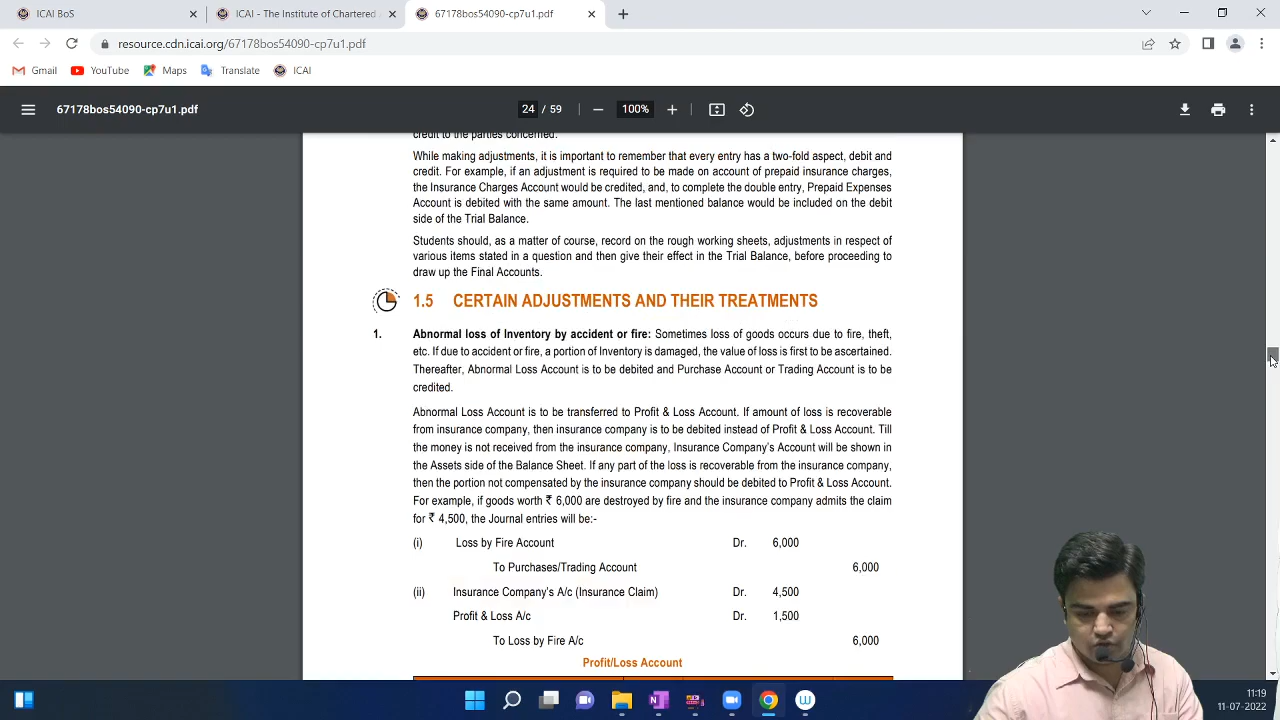 ICAI BoS
ICAI - The Institute of Chartered
67178bos54090-cp7u1.pdf
resource.cdn.icai.org/67178bos54090-cp7u1.pdf
Gmail YouTube Maps Translate ICAI
67178bos54090-cp7u1.pdf
24 / 59
100%
credit to the parties concerned.
While making adjustments, it is important to remember that every entry has a two-fold aspect, debit and
credit. For example, if an adjustment is required to be made on account of prepaid insurance charges,
the Insurance Charges Account would be credited, and, to complete the double entry, Prepaid Expenses
Account is debited with the same amount. The last mentioned balance would be included on the debit
side of the Trial Balance.
Students should, as a matter of course, record on the rough working sheets, adjustments in respect of
various items stated in a question and then give their effect in the Trial Balance, before proceeding to
draw up the Final Accounts.
1.5 CERTAIN ADJUSTMENTS AND THEIR TREATMENTS
1. Abnormal loss of Inventory by accident or fire: Sometimes loss of goods occurs due to fire, theft,
etc. If due to accident or fire, a portion of Inventory is damaged, the value of loss is first to be ascertained.
Thereafter, Abnormal Loss Account is to be debited and Purchase Account or Trading Account is to be
credited.
Abnormal Loss Account is to be transferred to Profit & Loss Account. If amount of loss is recoverable
from insurance company, then insurance company is to be debited instead of Profit & Loss Account. Till
the money is not received from the insurance company, Insurance Company's Account will be shown in
the Assets side of the Balance Sheet. If any part of the loss is recoverable from the insurance company,
then the portion not compensated by the insurance company should be debited to Profit & Loss Account.
For example, if goods worth ₹ 6,000 are destroyed by fire and the insurance company admits the claim
for ₹ 4,500, the Journal entries will be:-
(i) Loss by Fire Account Dr. 6,000
To Purchases/Trading Account 6,000
(ii) Insurance Company's A/c (Insurance Claim) Dr. 4,500
Profit & Loss A/c Dr. 1,500
To Loss by Fire A/c 6,000
Profit/Loss Account
11:19
11-07-2022